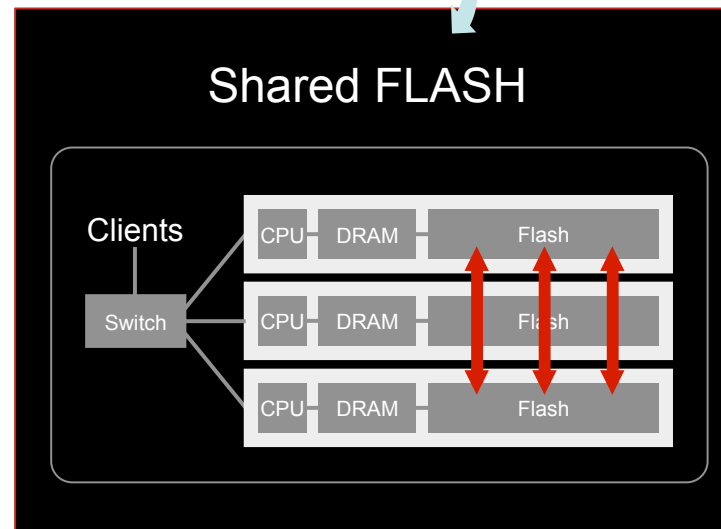 Shared FLASH
Clients
Switch
CPU DRAM Flash
CPU DRAM Flash
CPU DRAM Flash